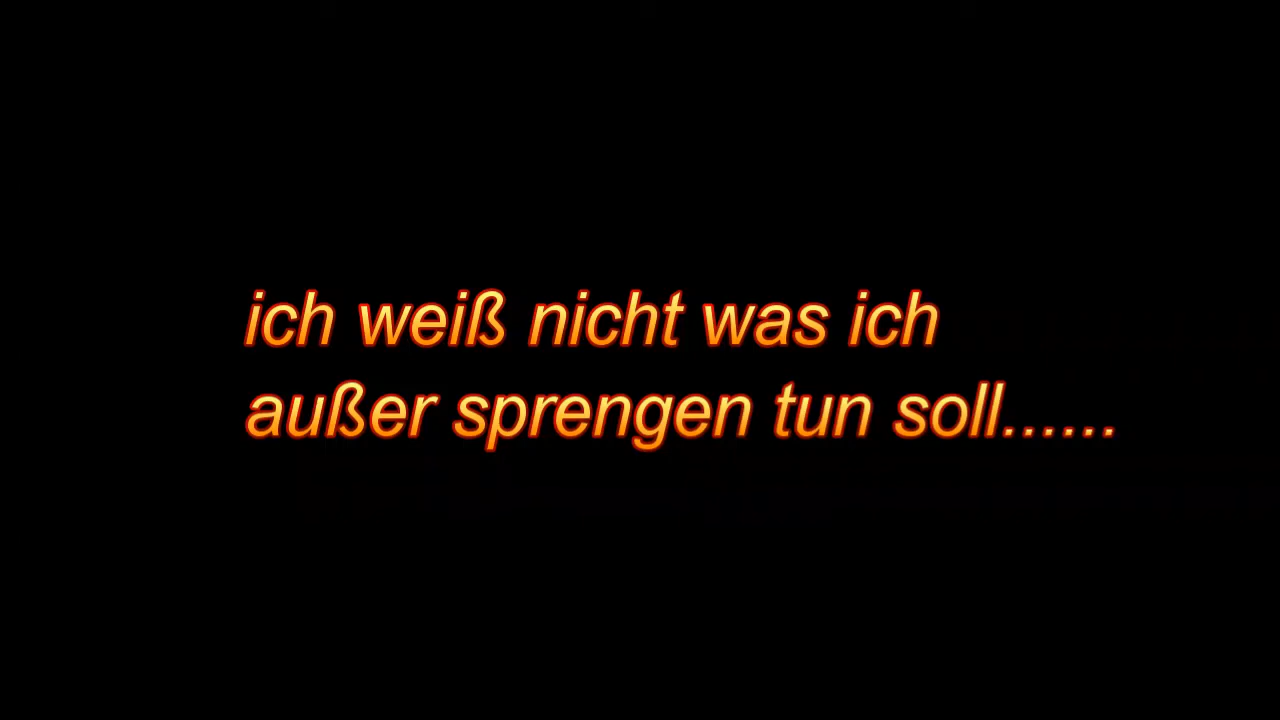 ich weiß nicht was ich
außer sprengen tun soll......